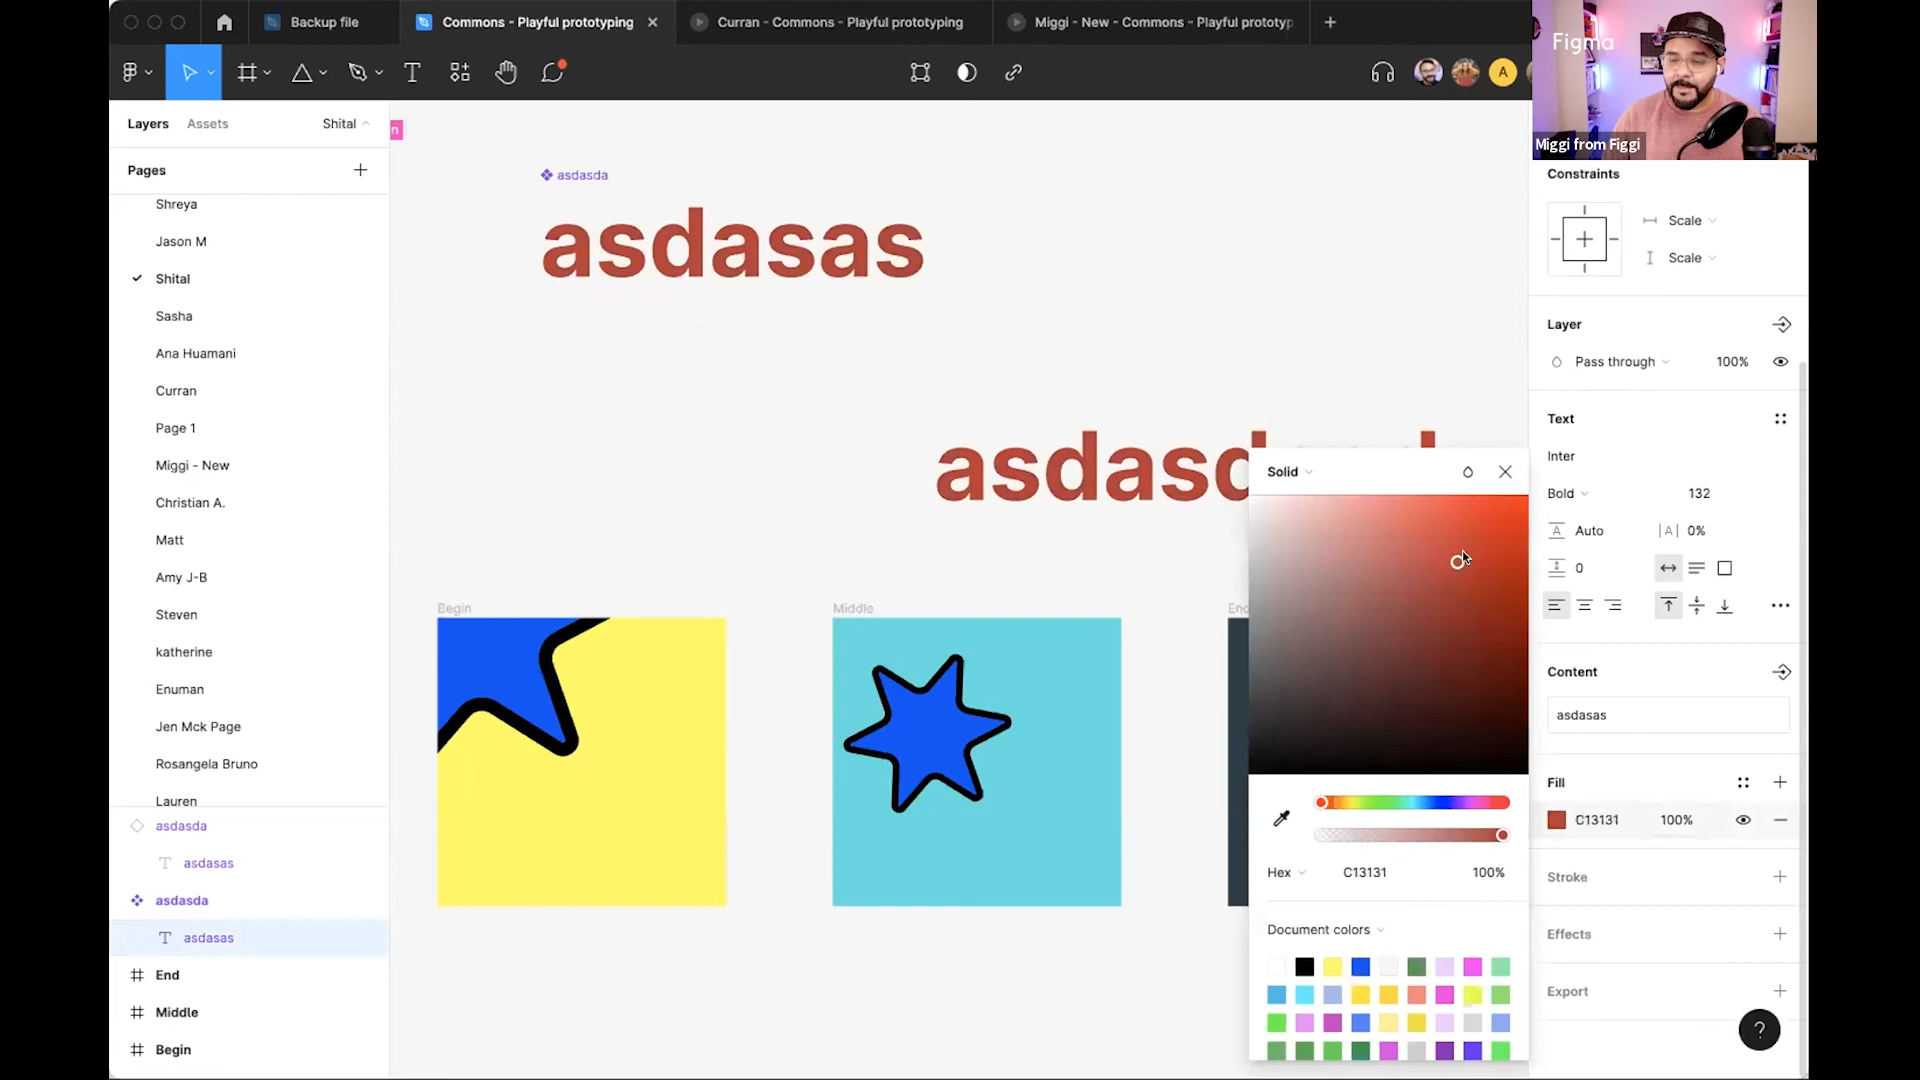 Backup file
Commons - Playful prototyping
Curran - Commons - Playful prototyping
Miggi - New - Commons - Playful prototyp
A
Figma
Miggi from Figgi
Layers
Assets
Shital
n
Pages
Shreya
Jason M
Shital
Sasha
Ana Huamani
Curran
Page 1
Miggi - New
Christian A.
Matt
Amy J-B
Steven
katherine
Enuman
Jen Mck Page
Rosangela Bruno
Lauren
asdasda
asdasas
asdasda
asdasas
End
Middle
Begin
asdasda
asdasas
Begin
Middle
Solid
Hex
C13131
100%
Document colors
Constraints
Scale
Scale
Layer
Pass through
100%
Text
Inter
Bold
132
Auto
0%
0
Content
asdasas
Fill
C13131
100%
Stroke
Effects
Export
?